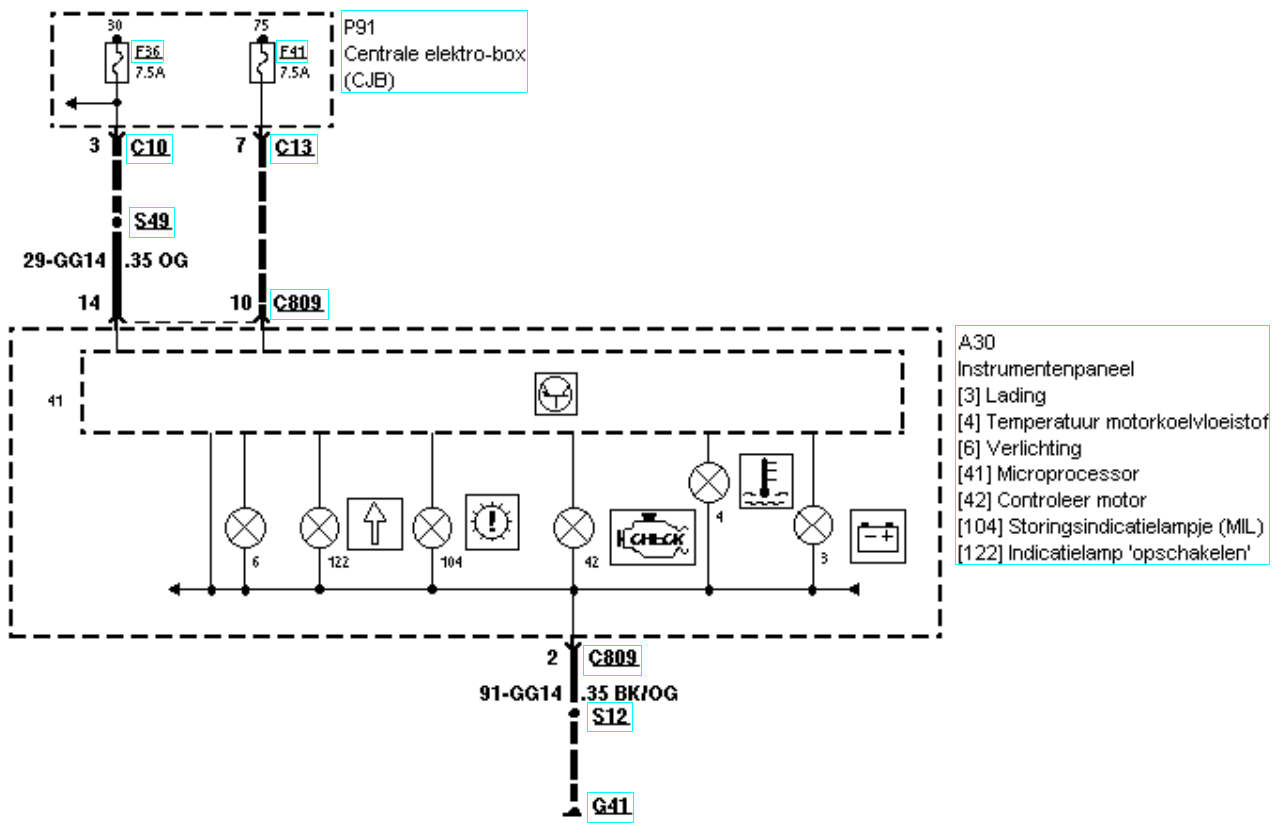 30
75
F36
7.5A
F41
7.5A
P91
Centrale elektro-box
(CJB)
3
C10
7
C13
S49
29-GG14
.35 OG
14
10
C809
A30
Instrumentenpaneel
[3] Lading
[4] Temperatuur motorkoelvloeistof
[6] Verlichting
[41] Microprocessor
[42] Controleer motor
[104] Storingsindicatielampje (MIL)
[122] Indicatielamp 'opschakelen'
41
6
122
!
104
42
CHECK
4
3
- +
2
C809
91-GG14
.35 BK/OG
S12
G41